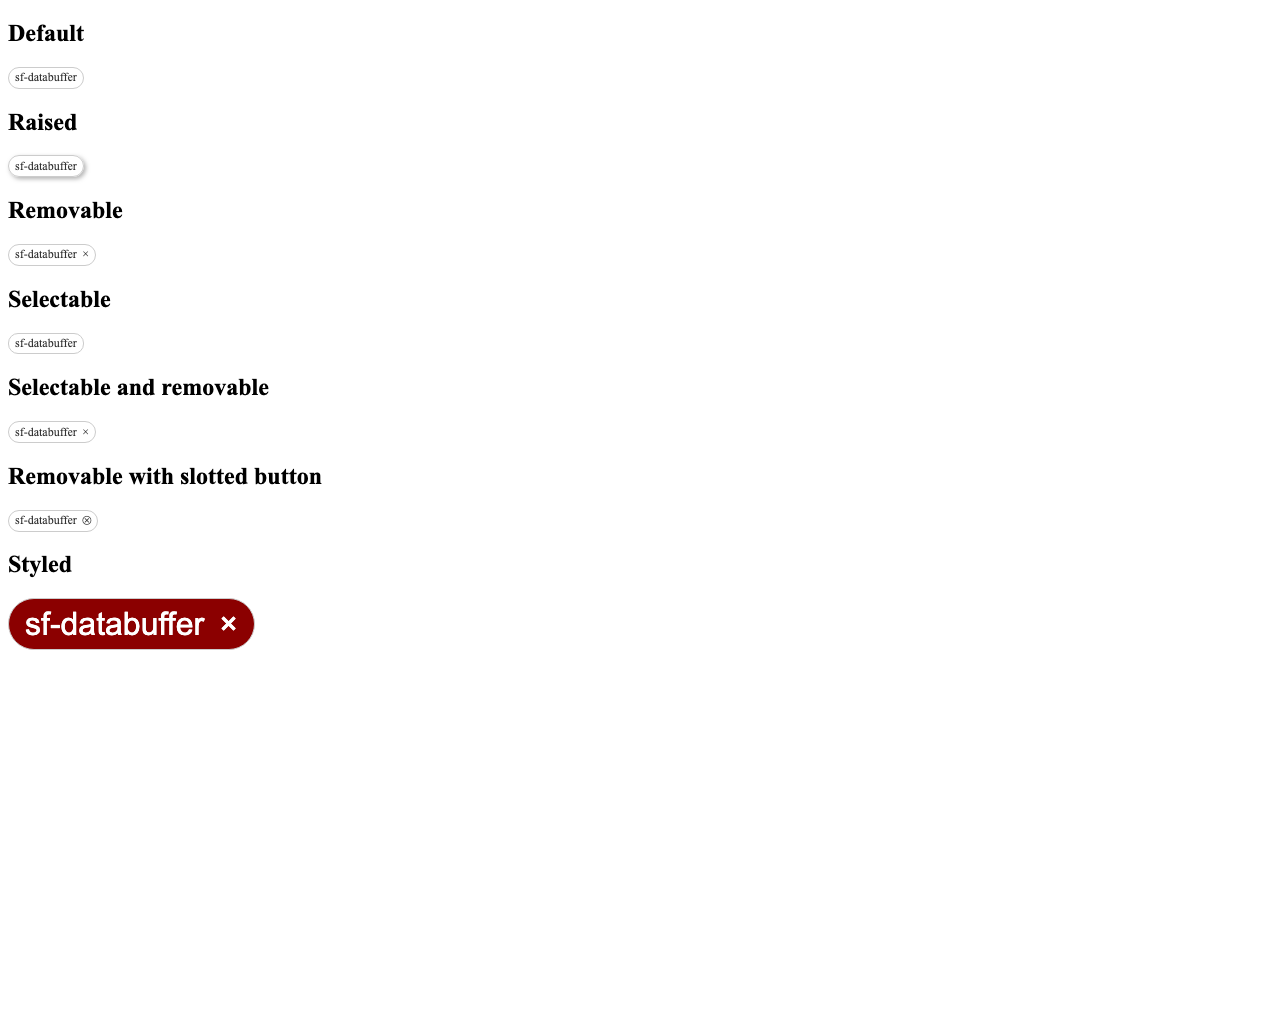 Default
sf-databuffer
Raised
sf-databuffer
Removable
sf-databuffer ×
Selectable
sf-databuffer
Selectable and removable
sf-databuffer ×
Removable with slotted button
sf-databuffer ⊗
Styled
sf-databuffer ×